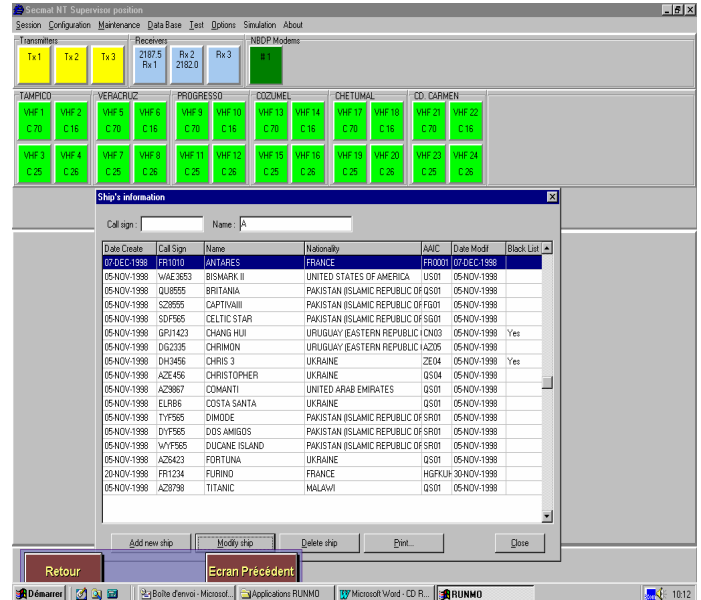 Secmat NT Supervisor position
Session Configuration Maintenance Data Base Test Options Simulation About
Transmitters Receivers NBDP Modems
Tx 1 Tx 2 Tx 3 2187.5 Rx 1 Rx 2 2182.0 Rx 3 # 1
TAMPICO VERACRUZ PROGRESSO COZUMEL CHETUMAL CD. CARMEN
VHF 1 VHF 2 VHF 5 VHF 6 VHF 9 VHF 10 VHF 13 VHF 14 VHF 17 VHF 18 VHF 21 VHF 22
C 70 C 16 C 70 C 16 C 70 C 16 C 70 C 16 C 70 C 16 C 70 C 16
VHF 3 VHF 4 VHF 7 VHF 8 VHF 11 VHF 12 VHF 15 VHF 16 VHF 19 VHF 20 VHF 23 VHF 24
C 25 C 26 C 25 C 26 C 25 C 26 C 25 C 26 C 25 C 26 C 25 C 26
Ship's information
Call sign : Name : A
Date Create Call Sign Name Nationality AAIC Date Modif Black List
07-DEC-1998 FR1010 ANTARES FRANCE FR0001 07-DEC-1998
05-NOV-1998 WAE3653 BISMARK II UNITED STATES OF AMERICA US01 05-NOV-1998
05-NOV-1998 QU8555 BRITANIA PAKISTAN (ISLAMIC REPUBLIC OF QS01 05-NOV-1998
05-NOV-1998 SZ8555 CAPTIVAIII PAKISTAN (ISLAMIC REPUBLIC OF FG01 05-NOV-1998
05-NOV-1998 SDF565 CELTIC STAR PAKISTAN (ISLAMIC REPUBLIC OF SG01 05-NOV-1998
05-NOV-1998 GRJ1423 CHANG HUI URUGUAY (EASTERN REPUBLIC CN03 05-NOV-1998 Yes
05-NOV-1998 DG2335 CHRIMON URUGUAY (EASTERN REPUBLIC AZ05 05-NOV-1998
05-NOV-1998 DH3456 CHRIS 3 UKRAINE ZE04 05-NOV-1998 Yes
05-NOV-1998 AZE456 CHRISTOPHER UKRAINE QS04 05-NOV-1998
05-NOV-1998 AZ9867 COMANTI UNITED ARAB EMIRATES QS01 05-NOV-1998
05-NOV-1998 ELRB6 COSTA SANTA UKRAINE QS01 05-NOV-1998
05-NOV-1998 TYF565 DIMODE PAKISTAN (ISLAMIC REPUBLIC OF SR01 05-NOV-1998
05-NOV-1998 DYF565 DOS AMIGOS PAKISTAN (ISLAMIC REPUBLIC OF SR01 05-NOV-1998
05-NOV-1998 WYF565 DUCANE ISLAND PAKISTAN (ISLAMIC REPUBLIC OF SR01 05-NOV-1998
05-NOV-1998 AZ6423 FORTUNA UKRAINE QS01 05-NOV-1998
20-NOV-1998 FR1234 FURINO FRANCE HGFKUH 30-NOV-1998
05-NOV-1998 AZ8798 TITANIC MALAWI QS01 05-NOV-1998
Add new ship Modify ship Delete ship Print... Close
Retour Ecran Précédent
Démarrer Boîte d'envoi - Microsof... Applications RUNMO Microsoft Word - CD R... RUNMO 10:12